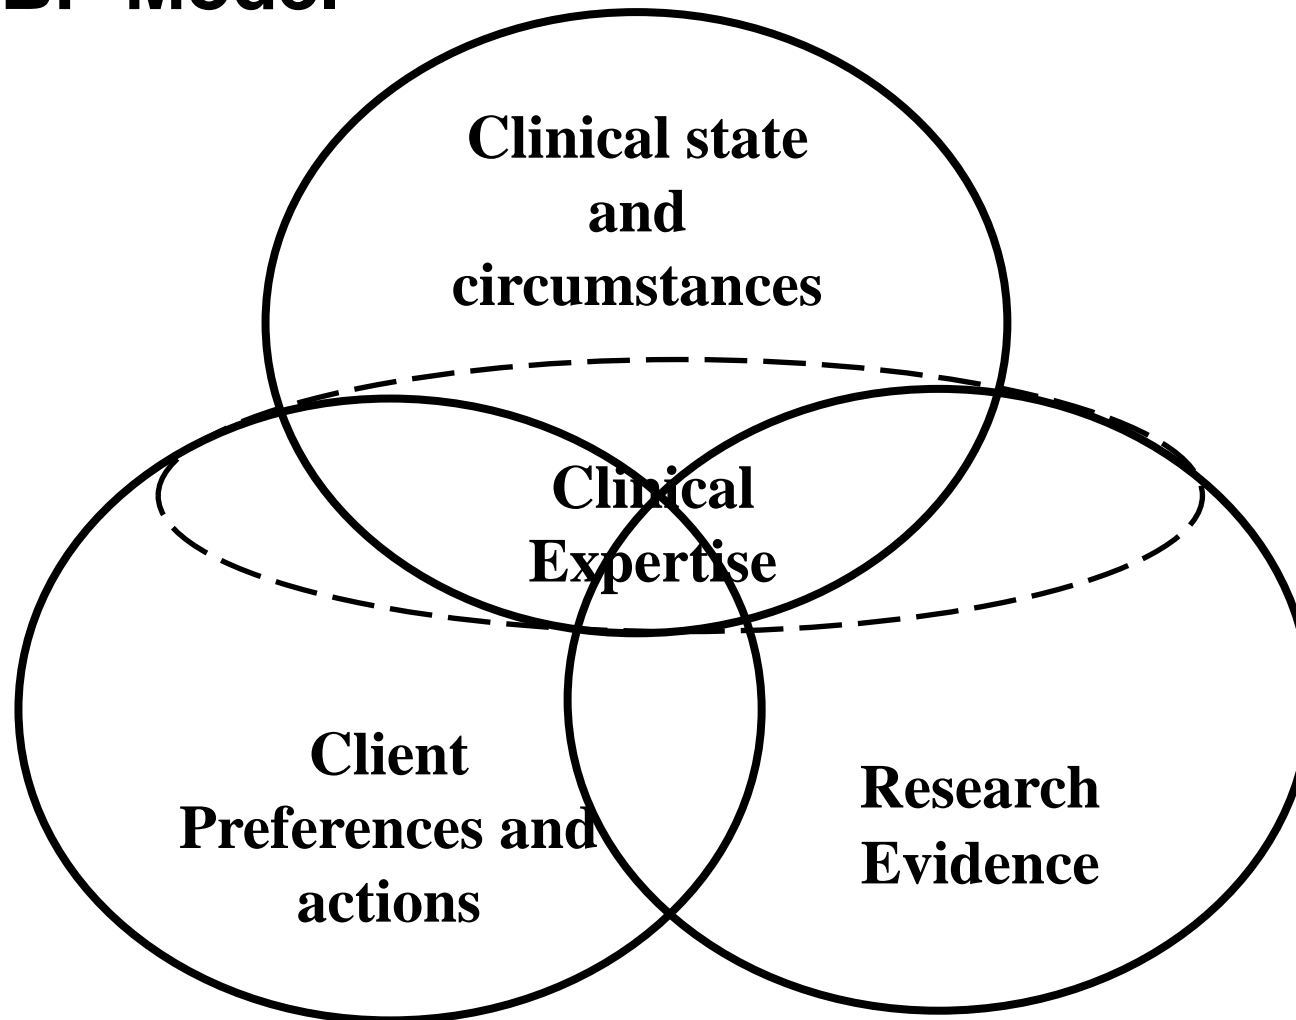 Clinical state
and
circumstances
Clinical
Expertise
Client
Preferences and
actions
Research
Evidence